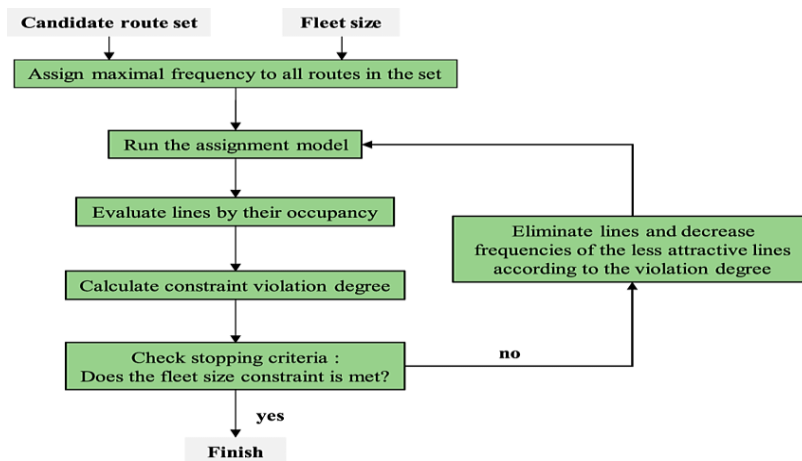 Candidate route set
Fleet size
Assign maximal frequency to all routes in the set
Run the assignment model
Evaluate lines by their occupancy
Calculate constraint violation degree
Check stopping criteria :
Does the fleet size constraint is met?
no
Eliminate lines and decrease
frequencies of the less attractive lines
according to the violation degree
yes
Finish